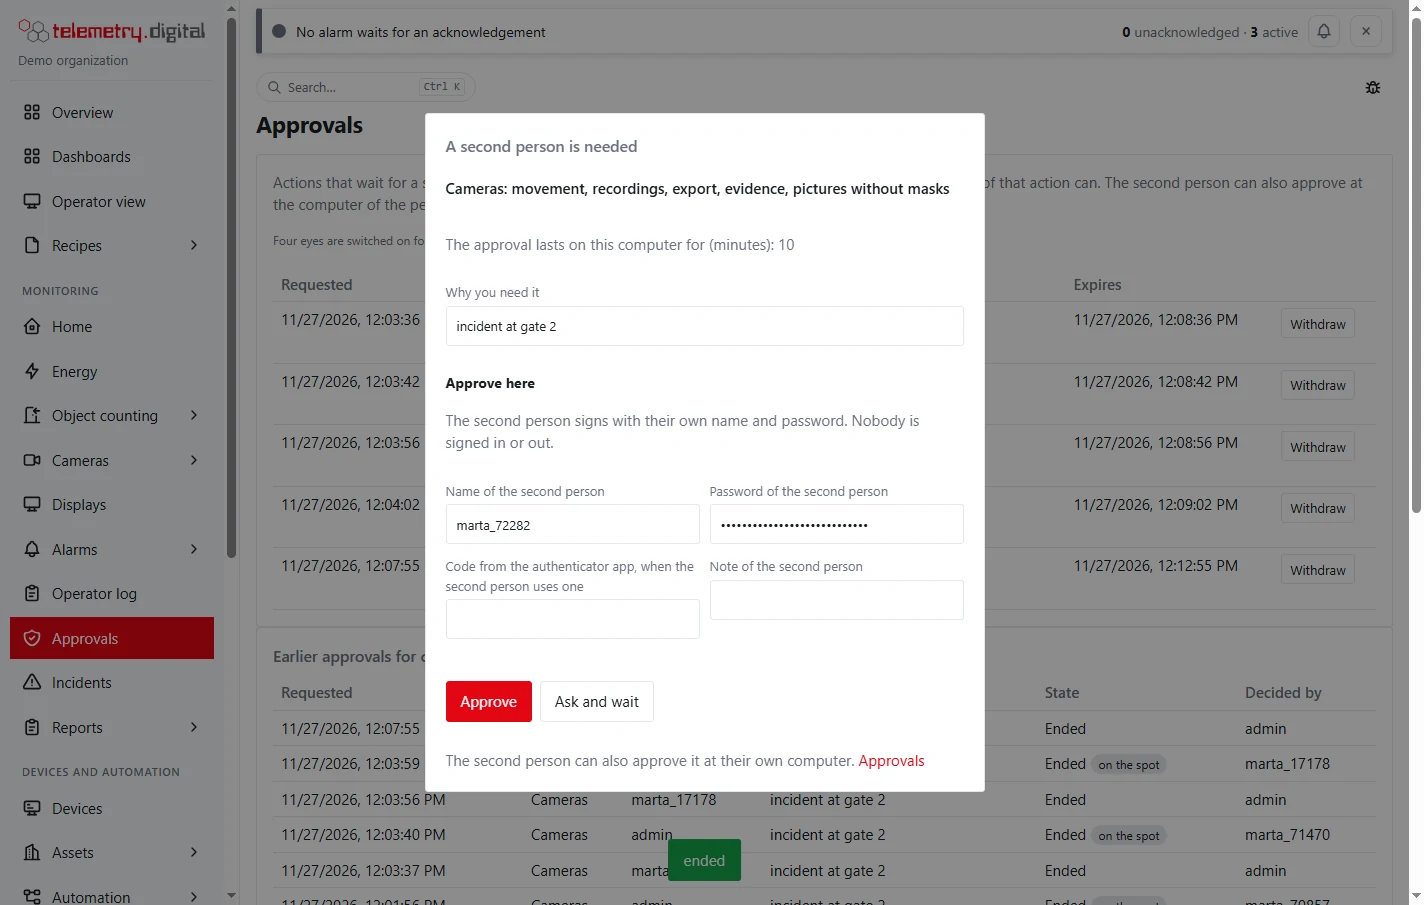 telemetry.digital
Demo organization
Overview
Dashboards
Operator view
Recipes
MONITORING
Home
Energy
Object counting
Cameras
Displays
Alarms
Operator log
Approvals
Incidents
Reports
DEVICES AND AUTOMATION
Devices
Assets
Automation
No alarm waits for an acknowledgement
0 unacknowledged · 3 active
Search...
Ctrl K
Approvals
Actions that wait for a
of that action can. The second person can also approve at
the computer of the pe
Four eyes are switched on fo
Requested
Expires
11/27/2026, 12:03:36
11/27/2026, 12:08:36 PM
Withdraw
11/27/2026, 12:03:42
11/27/2026, 12:08:42 PM
Withdraw
11/27/2026, 12:03:56
11/27/2026, 12:08:56 PM
Withdraw
11/27/2026, 12:04:02
11/27/2026, 12:09:02 PM
Withdraw
11/27/2026, 12:07:55
11/27/2026, 12:12:55 PM
Withdraw
A second person is needed
Cameras: movement, recordings, export, evidence, pictures without masks
The approval lasts on this computer for (minutes): 10
Why you need it
incident at gate 2
Approve here
The second person signs with their own name and password. Nobody is
signed in or out.
Name of the second person
Password of the second person
marta_72282
••••••••••••••••••••••••••••
Code from the authenticator app, when the
second person uses one
Note of the second person
Approve
Ask and wait
The second person can also approve it at their own computer. Approvals
Earlier approvals for
Requested
State
Decided by
11/27/2026, 12:07:55
Ended
admin
11/27/2026, 12:03:59
Ended on the spot
marta_17178
11/27/2026, 12:03:56 PM
Cameras
marta_17178
incident at gate 2
Ended
admin
11/27/2026, 12:03:40 PM
Cameras
admin
incident at gate 2
Ended on the spot
marta_71470
11/27/2026, 12:03:37 PM
Cameras
marta
incident at gate 2
Ended
admin
ended
11/27/2026, 12:01:56 PM
Cameras
admin
incident at gate 2
Ended